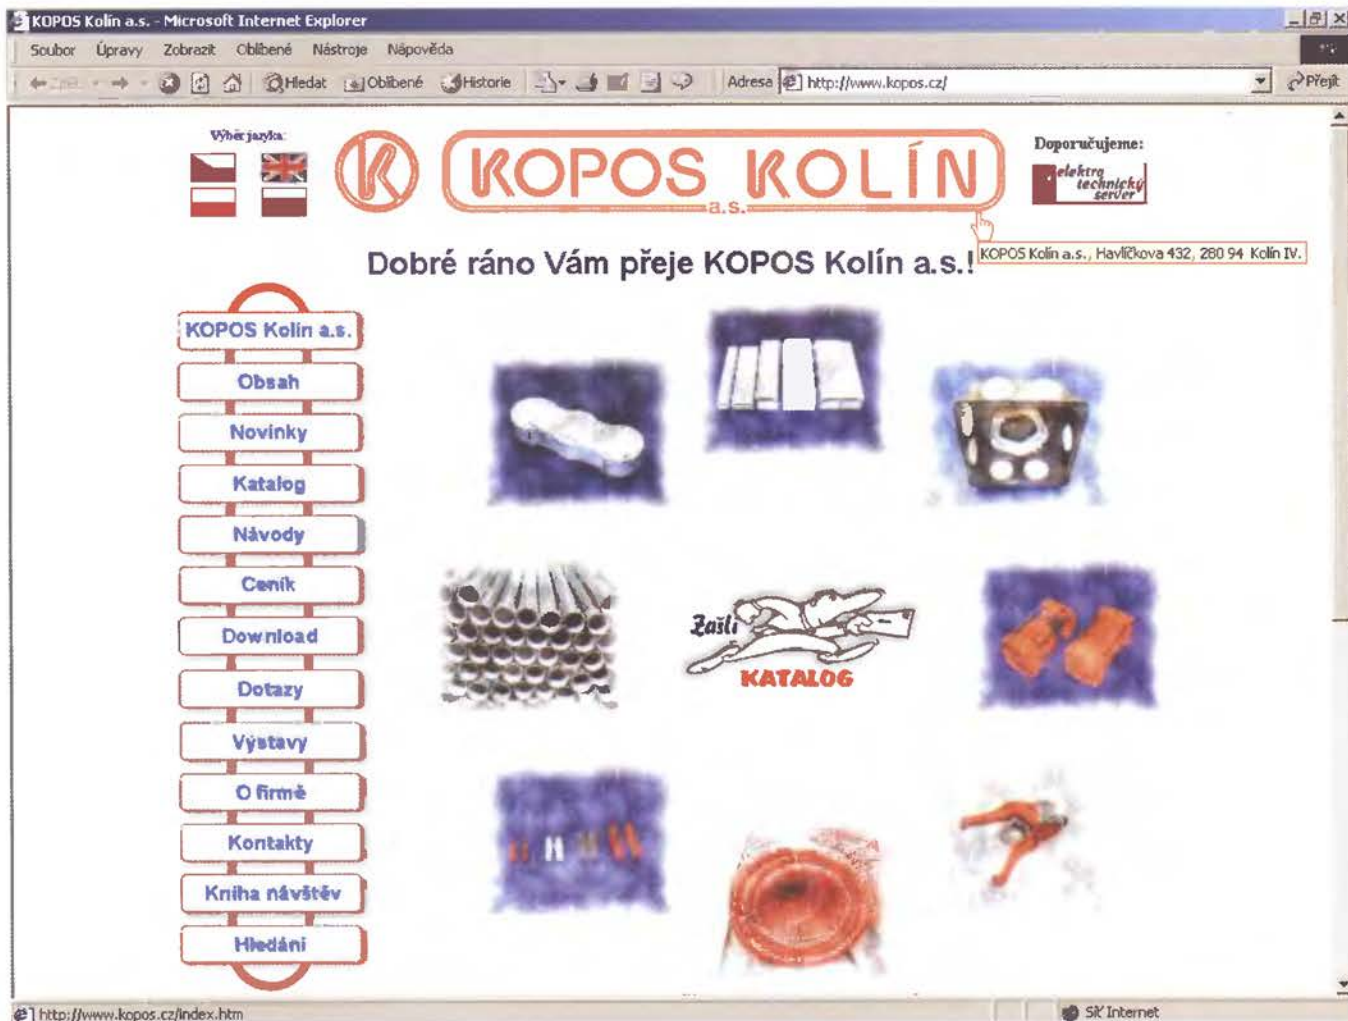 KOPOS Kolín a.s. - Microsoft Internet Explorer
Soubor Úpravy Zobrazit Oblíbené Nástroje Nápověda
Hledat Oblíbené Historie Adresa http://www.kopos.cz/ Přejít
Výběr jazyka:
KOPOS KOLÍN
a.s.
Doporučujeme:
elektro
technický
server
KOPOS Kolín a.s., Havlíčkova 432, 280 94 Kolín IV.
Dobré ráno Vám přeje KOPOS Kolín a.s.!
KOPOS Kolín a.s.
Obsah
Novinky
Katalog
Návody
Ceník
Download
Dotazy
Výstavy
O firmě
Kontakty
Kniha návštěv
Hledání
Zašli
KATALOG
http://www.kopos.cz/index.htm
Síť Internet